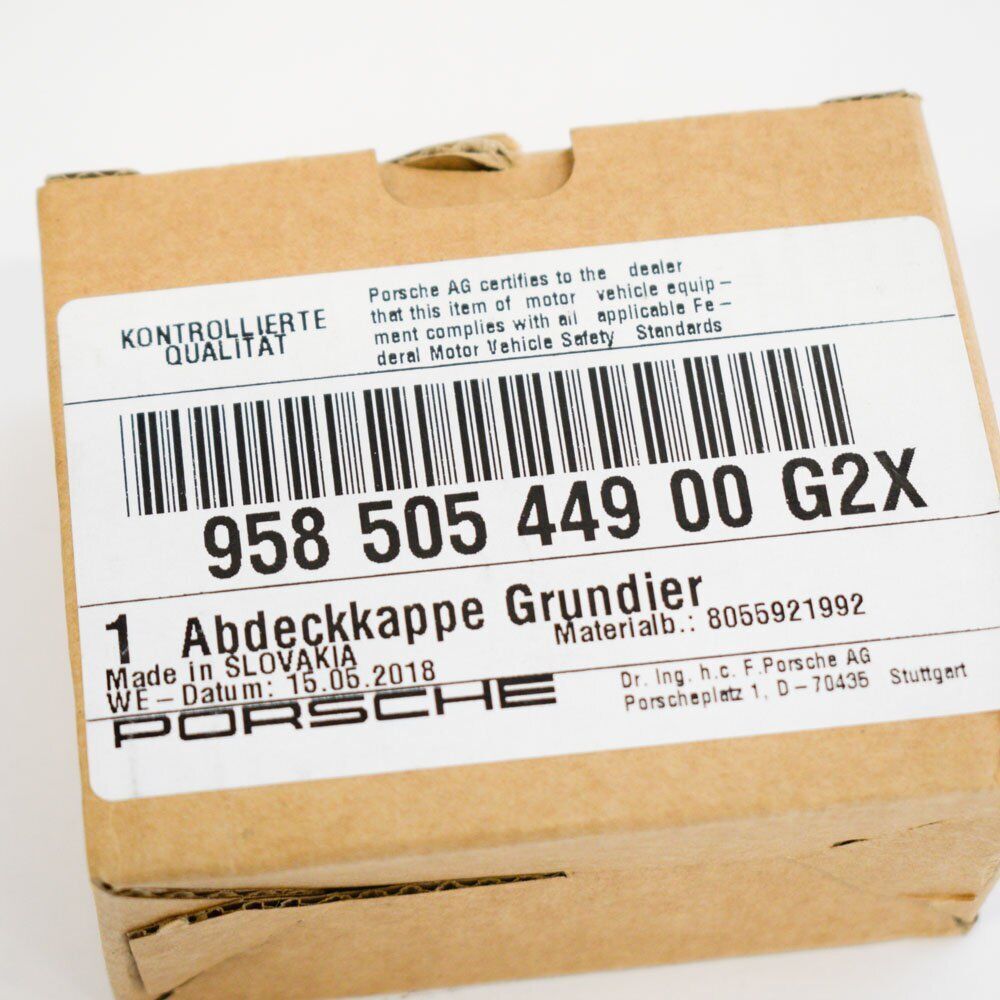 KONTROLLIERTE
QUALITÄT
Porsche AG certifies to the dealer
that this item of motor vehicle equip-
ment complies with all applicable Fe-
deral Motor Vehicle Safety Standards
958 505 449 00 G2X
1 Abdeckkappe Grundier
Materialb.: 8055921992
Made in SLOVAKIA
WE-Datum: 15.05.2018
PORSCHE
Dr. Ing. h.c. F.Porsche AG
Porscheplatz 1, D-70435 Stuttgart